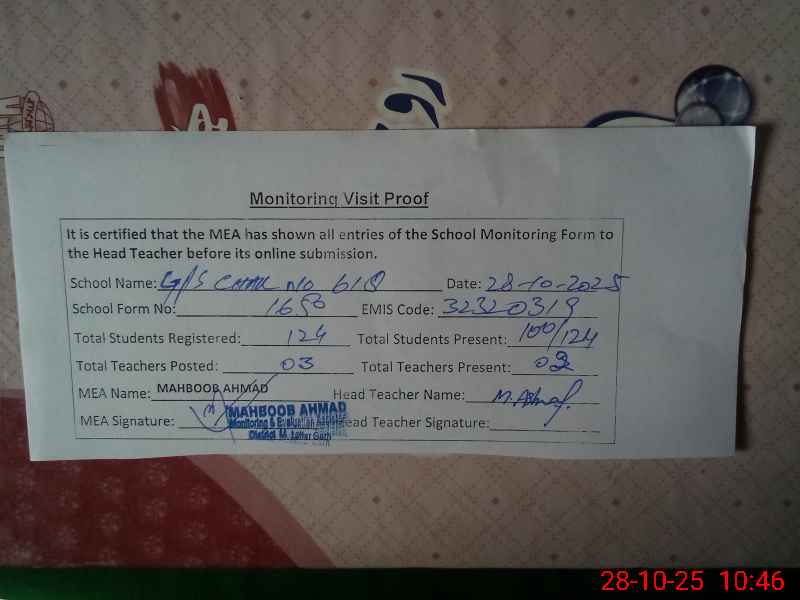 Monitoring Visit Proof
It is certified that the MEA has shown all entries of the School Monitoring Form to
the Head Teacher before its online submission.
School Name: G/S No 618 Date: 28-10-2025
School Form No: EMIS Code: 32320319
Total Students Registered: 124 Total Students Present: 100/124
Total Teachers Posted: 03 Total Teachers Present:
MEA Name: MAHBOOB AHMAD Head Teacher Name: M. Ashraf
MEA Signature: Head Teacher Signature:
MAHBOOB AHMAD
Monitoring & Evaluation
District M. Garh
28-10-25 10:46